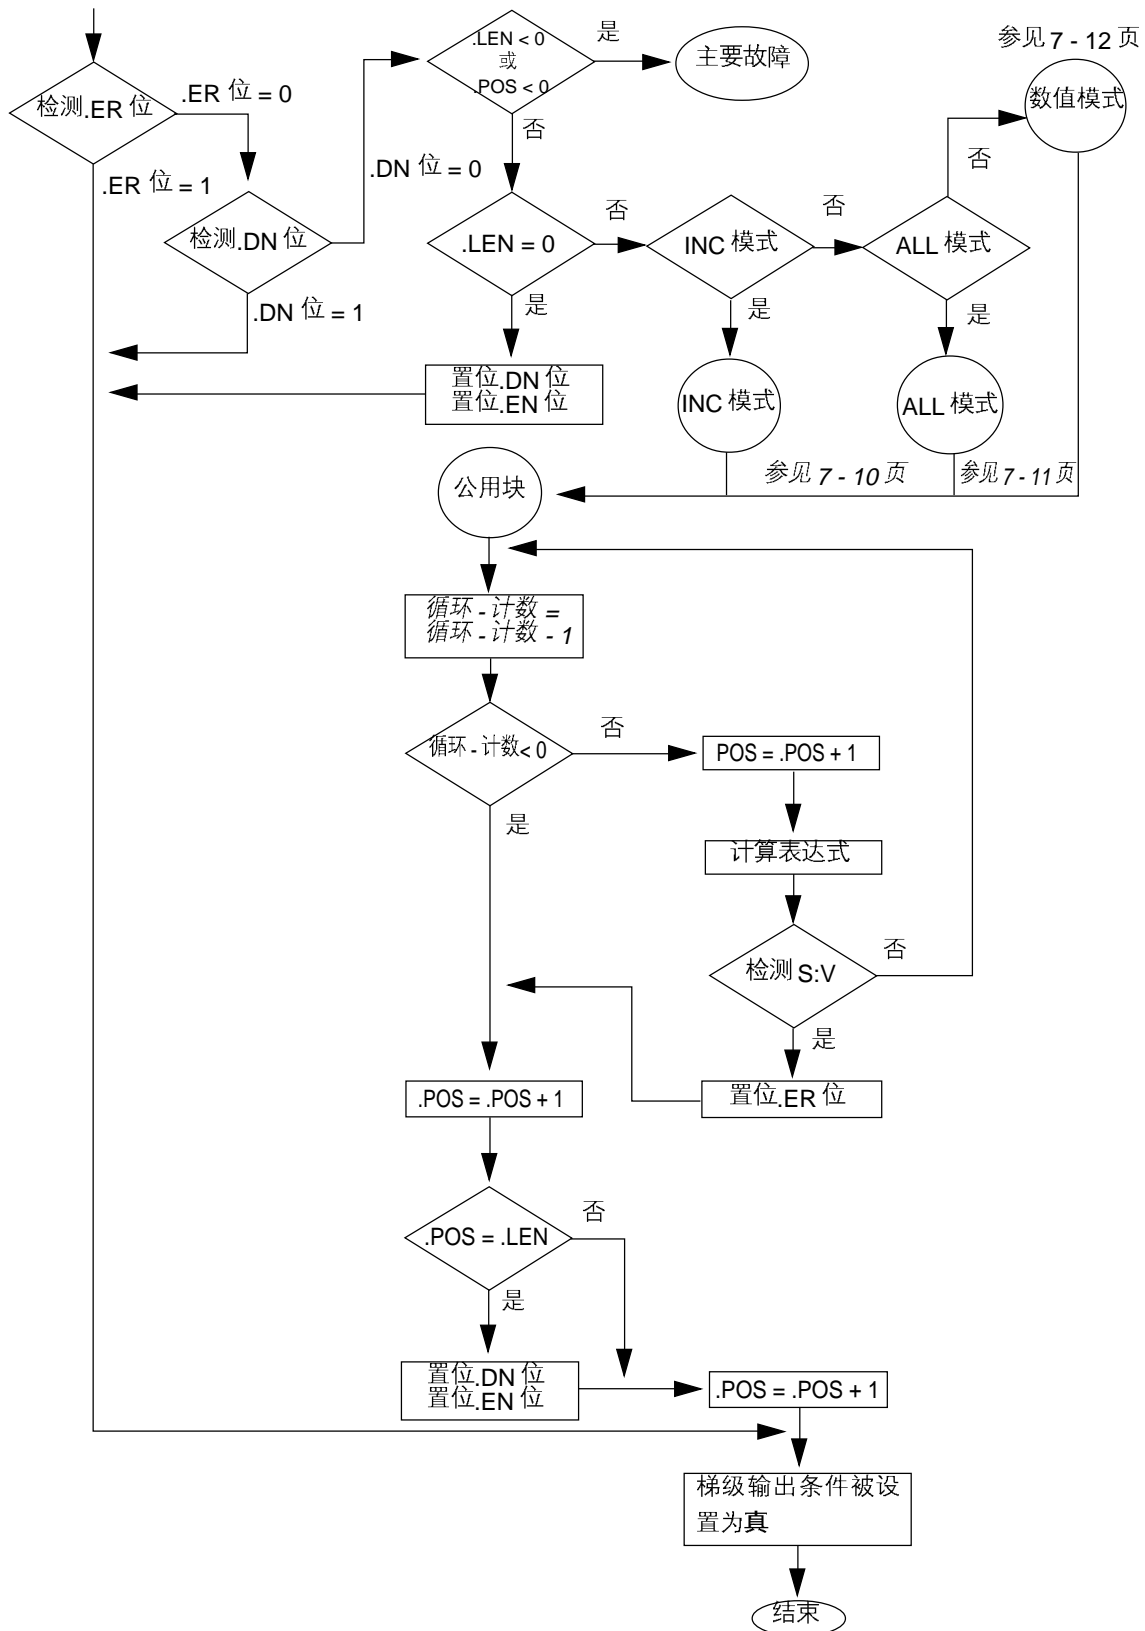 参见 7 - 12 页
.LEN < 0
或
.POS < 0
是
主要故障
数值模式
检测.ER 位
.ER 位 = 0
否
否
.ER 位 = 1
.DN 位 = 0
检测.DN 位
.LEN = 0
否
INC 模式
否
ALL 模式
.DN 位 = 1
是
是
是
置位.DN 位
置位.EN 位
INC 模式
ALL 模式
参见 7 - 10 页
参见 7 - 11 页
公用块
循环 - 计数 =
循环 - 计数 - 1
循环 - 计数< 0
否
POS = .POS + 1
是
计算表达式
检测 S:V
否
是
置位.ER 位
.POS = .POS + 1
.POS = .LEN
否
是
置位.DN 位
置位.EN 位
.POS = .POS + 1
梯级输出条件被设
置为真
结束